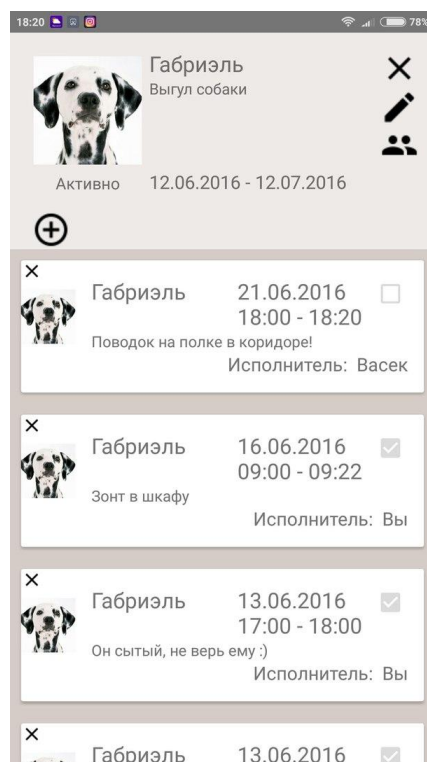 18:20 78%
Габриэль
Выгул собаки
Активно 12.06.2016 - 12.07.2016
Габриэль 21.06.2016
18:00 - 18:20
Поводок на полке в коридоре!
Исполнитель: Васек
Габриэль 16.06.2016
09:00 - 09:22
Зонт в шкафу
Исполнитель: Вы
Габриэль 13.06.2016
17:00 - 18:00
Он сытый, не верь ему :)
Исполнитель: Вы
Габриэль 13.06.2016